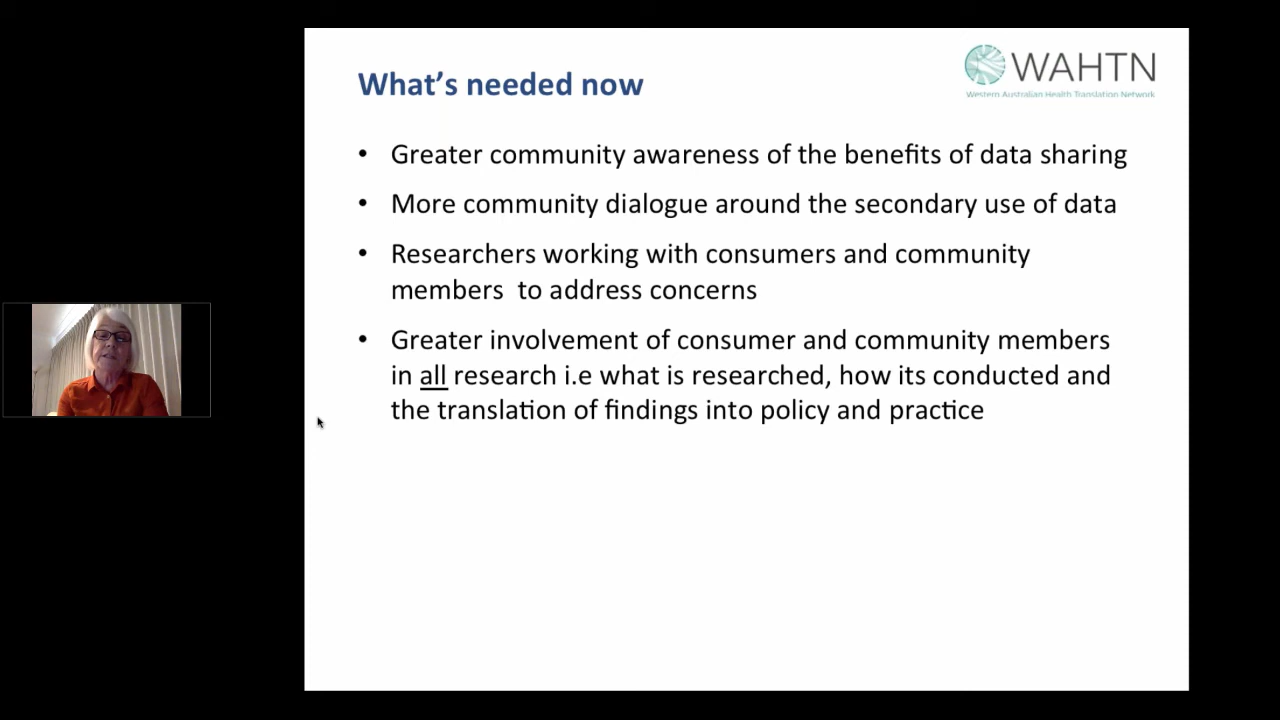 What's needed now
WAHTN
Western Australian Health Translation Network
• Greater community awareness of the benefits of data sharing
• More community dialogue around the secondary use of data
• Researchers working with consumers and community
members  to address concerns
• Greater involvement of consumer and community members
in all research i.e what is researched, how its conducted and
the translation of findings into policy and practice